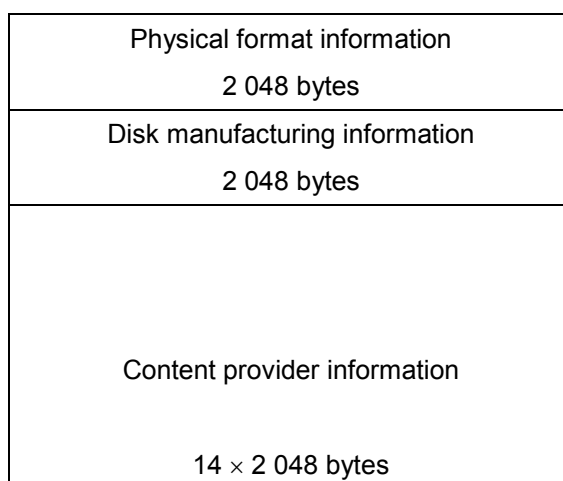 Physical format information
2 048 bytes
Disk manufacturing information
2 048 bytes
Content provider information
14 × 2 048 bytes